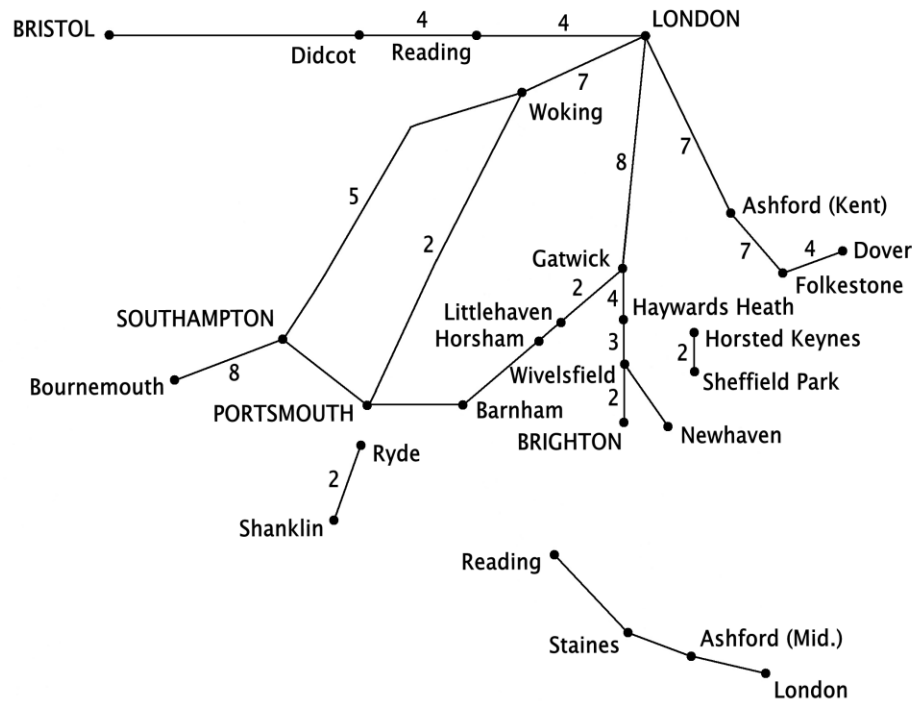 BRISTOL
4
4
LONDON
Didcot
Reading
7
Woking
8
7
5
2
Ashford (Kent)
7
4
Dover
Folkestone
Gatwick
2
4
Haywards Heath
Littlehaven
Horsham
3
Horsted Keynes
2
Sheffield Park
SOUTHAMPTON
Wivelsfield
2
Bournemouth
8
PORTSMOUTH
Barnham
BRIGHTON
Newhaven
Ryde
2
Shanklin
Reading
Staines
Ashford (Mid.)
London